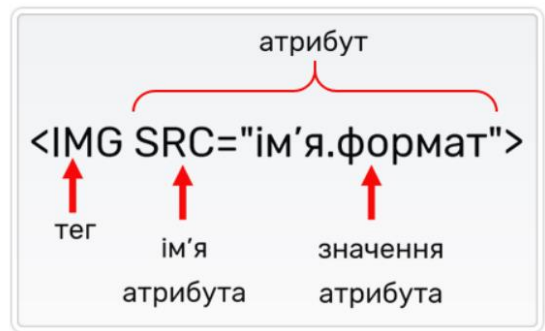 атрибут
<IMG SRC="ім’я.формат">
тег
ім’я
атрибута
значення
атрибута